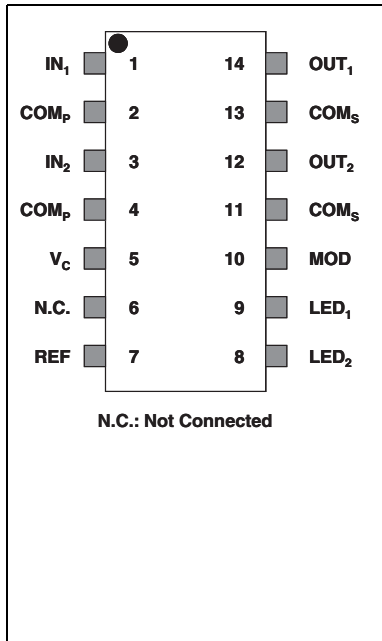 IN1 1 14 OUT1
COMP 2 13 COMS
IN2 3 12 OUT2
COMP 4 11 COMS
VC 5 10 MOD
N.C. 6 9 LED1
REF 7 8 LED2
N.C.: Not Connected